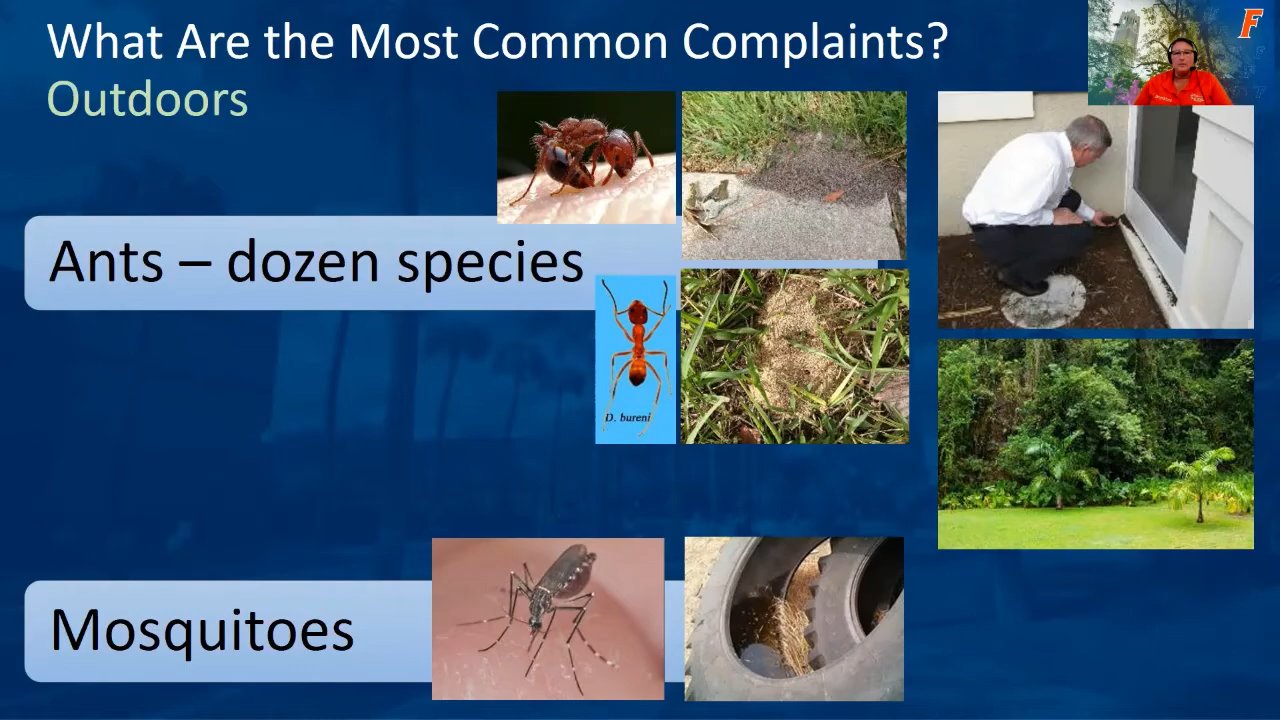 What Are the Most Common Complaints?
Outdoors
F
Ants – dozen species
D. bureni
Mosquitoes